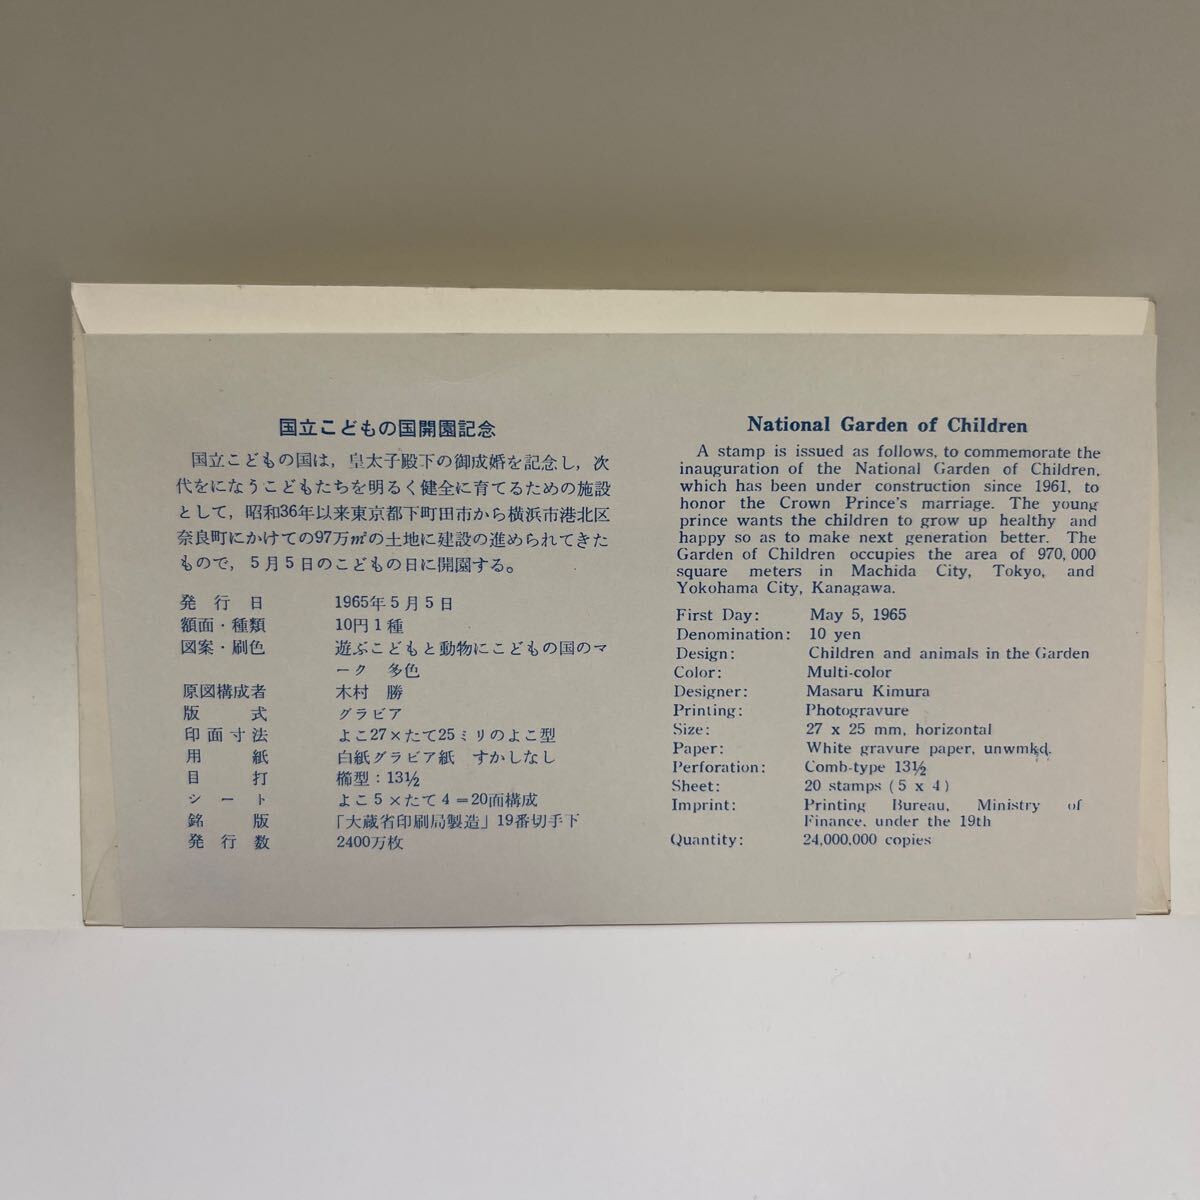 国立こどもの国開園記念
国立こどもの国は，皇太子殿下の御成婚を記念し，次
代をになうこどもたちを明るく健全に育てるための施設
として，昭和36年以来東京都下町田市から横浜市港北区
奈良町にかけての97万㎡の土地に建設の進められてきた
もので，5月5日のこどもの日に開園する。
発行日 1965年5月5日
額面・種類 10円1種
図案・刷色 遊ぶこどもと動物にこどもの国のマ
ーク 多色
原図構成者 木村 勝
版式 グラビア
印面寸法 よこ27×たて25ミリのよこ型
用紙 白紙グラビア紙 すかしなし
目打 櫛型：13½
シート よこ5×たて4＝20面構成
銘版 「大蔵省印刷局製造」19番切手下
発行数 2400万枚
National Garden of Children
A stamp is issued as follows, to commemorate the
inauguration of the National Garden of Children,
which has been under construction since 1961, to
honor the Crown Prince's marriage. The young
prince wants the children to grow up healthy and
happy so as to make next generation better. The
Garden of Children occupies the area of 970,000
square meters in Machida City, Tokyo, and
Yokohama City, Kanagawa.
First Day: May 5, 1965
Denomination: 10 yen
Design: Children and animals in the Garden
Color: Multi-color
Designer: Masaru Kimura
Printing: Photogravure
Size: 27 x 25 mm, horizontal
Paper: White gravure paper, unwmkd.
Perforation: Comb-type 13½
Sheet: 20 stamps (5 x 4)
Imprint: Printing Bureau, Ministry of
Finance, under the 19th
Quantity: 24,000,000 copies